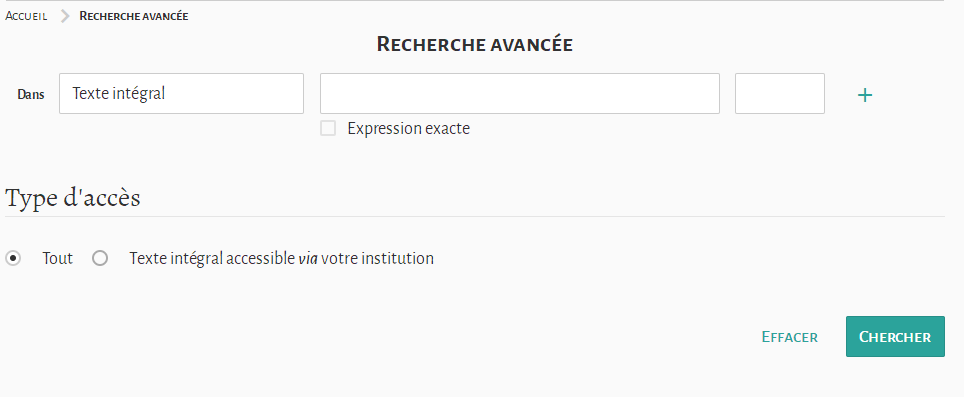 Accueil Recherche avancée
Recherche avancée
Dans Texte intégral
Expression exacte
Type d'accès
Tout Texte intégral accessible via votre institution
Effacer Chercher